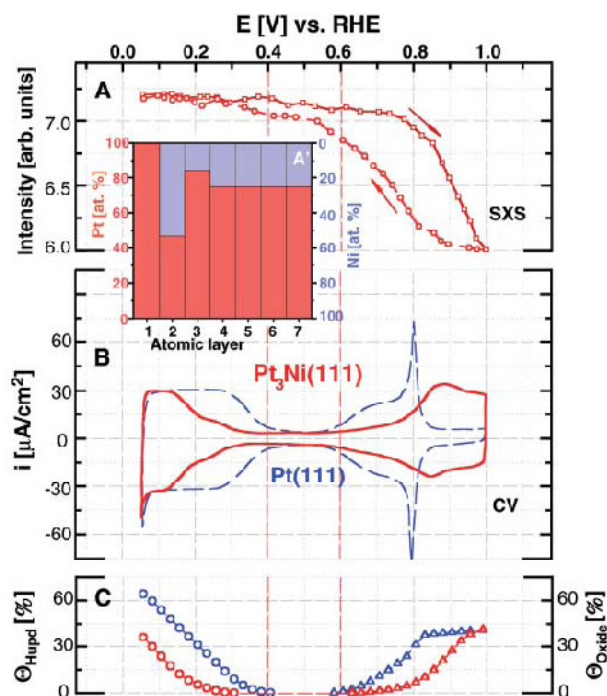 E [V] vs. RHE
0.0 0.2 0.4 0.6 0.8 1.0
A
Intensity [arb. units]
7.0
6.5
6.0
SXS
A'
Pt [at. %]
100
80
60
40
20
0
Ni [at. %]
0
20
40
60
80
100
1 2 3 4 5 6 7
Atomic layer
B
i [μA/cm²]
60
30
0
-30
-60
Pt₃Ni(111)
Pt(111)
CV
C
Θ_Hupd [%]
60
30
0
Θ_Oxide [%]
60
30
0